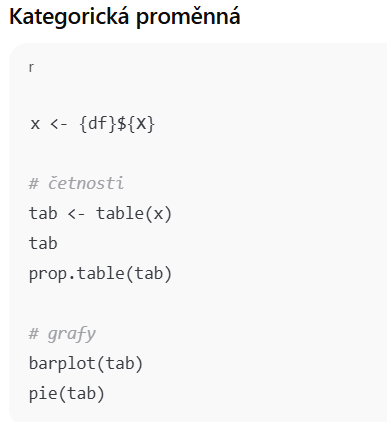 Kategorická proměnná
r
x <- {df}${X}
# četnosti
tab <- table(x)
tab
prop.table(tab)
# grafy
barplot(tab)
pie(tab)